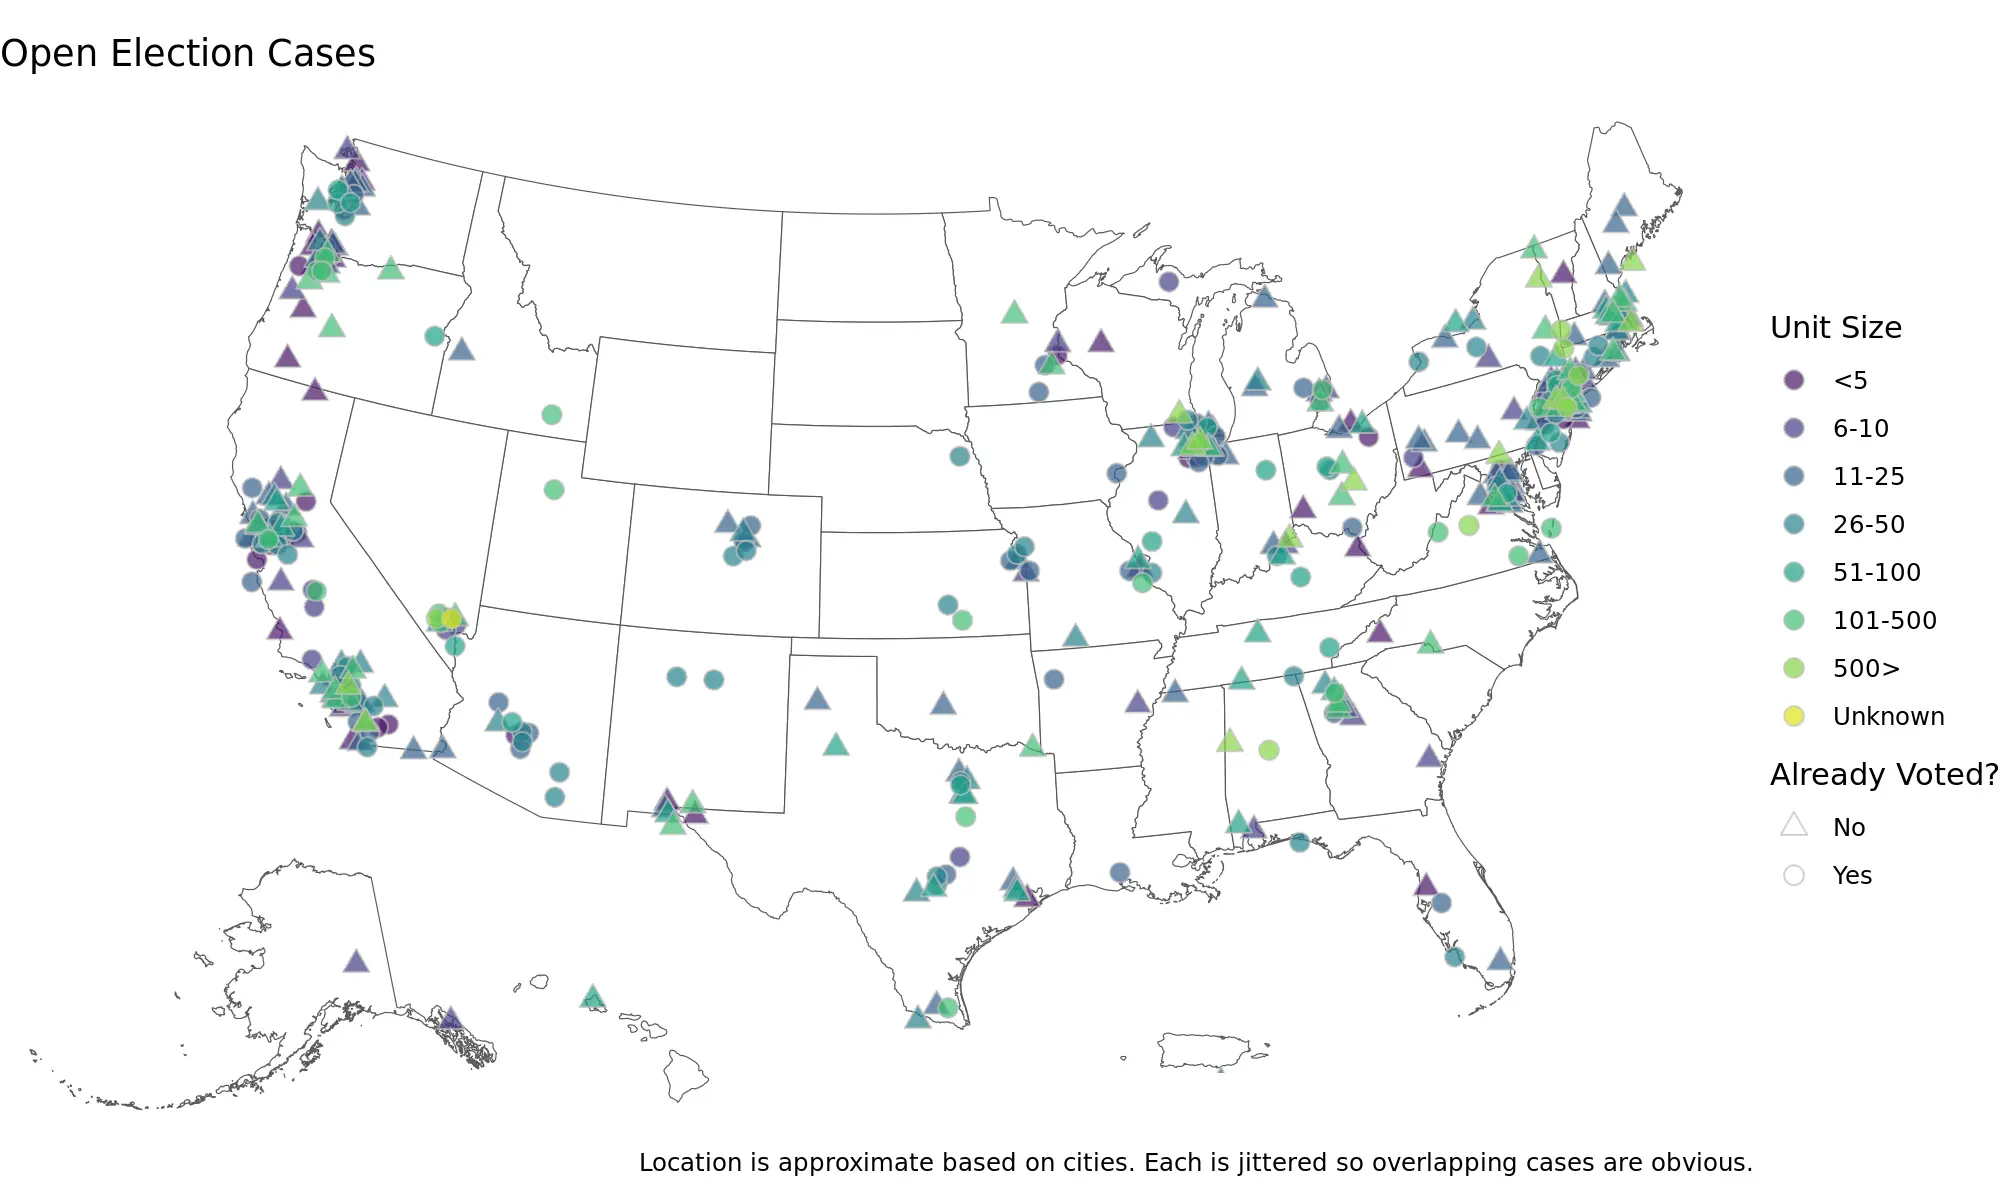 Open Election Cases
Unit Size
<5
6-10
11-25
26-50
51-100
101-500
500>
Unknown
Already Voted?
No
Yes
Location is approximate based on cities. Each is jittered so overlapping cases are obvious.